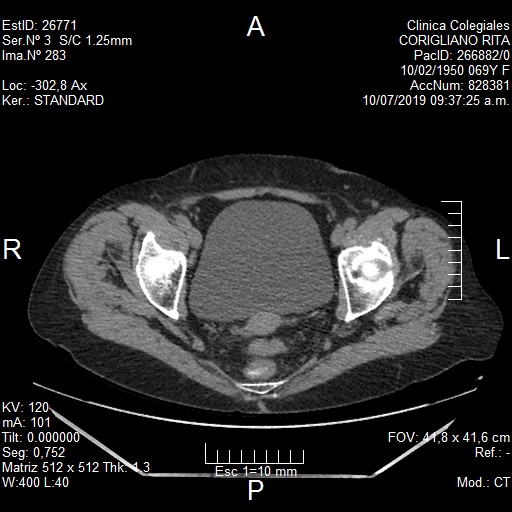 EstID: 26771
Ser.Nº 3 S/C 1.25mm
Ima.Nº 283
Loc: -302,8 Ax
Ker.: STANDARD
A
Clinica Colegiales
CORIGLIANO RITA
PacID: 266882/0
10/02/1950 069Y F
AccNum: 828381
10/07/2019 09:37:25 a.m.
R
L
KV: 120
mA: 101
Tilt: 0.000000
Seg: 0,752
Matriz 512 x 512 Thk: 1.3
W:400 L:40
Esc 1=10 mm
P
FOV: 41,8 x 41,6 cm
Ref.: -
Mod.: CT